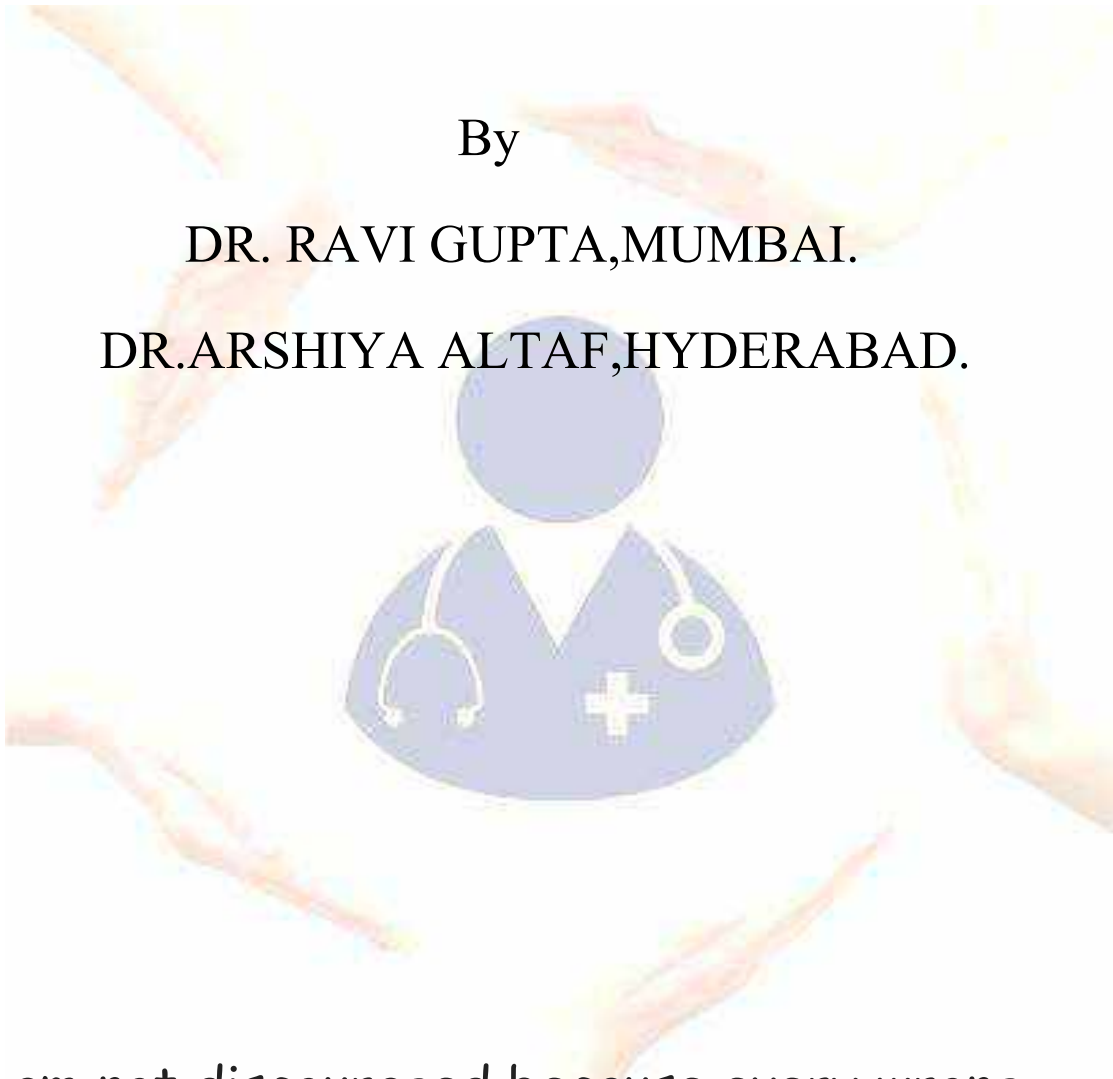 By
DR. RAVI GUPTA,MUMBAI.
DR.ARSHIYA ALTAF,HYDERABAD.
am not discouraged because every wrong